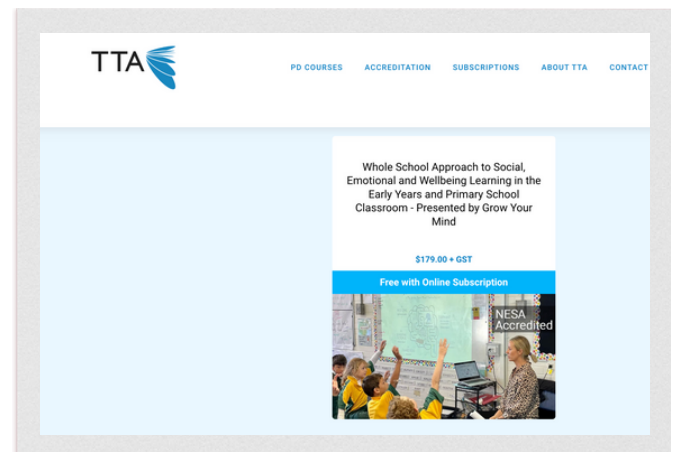 TTA
PD COURSES ACCREDITATION SUBSCRIPTIONS ABOUT TTA CONTACT
Whole School Approach to Social,
Emotional and Wellbeing Learning in the
Early Years and Primary School
Classroom - Presented by Grow Your
Mind
$179.00 + GST
Free with Online Subscription
NESA
Accredited